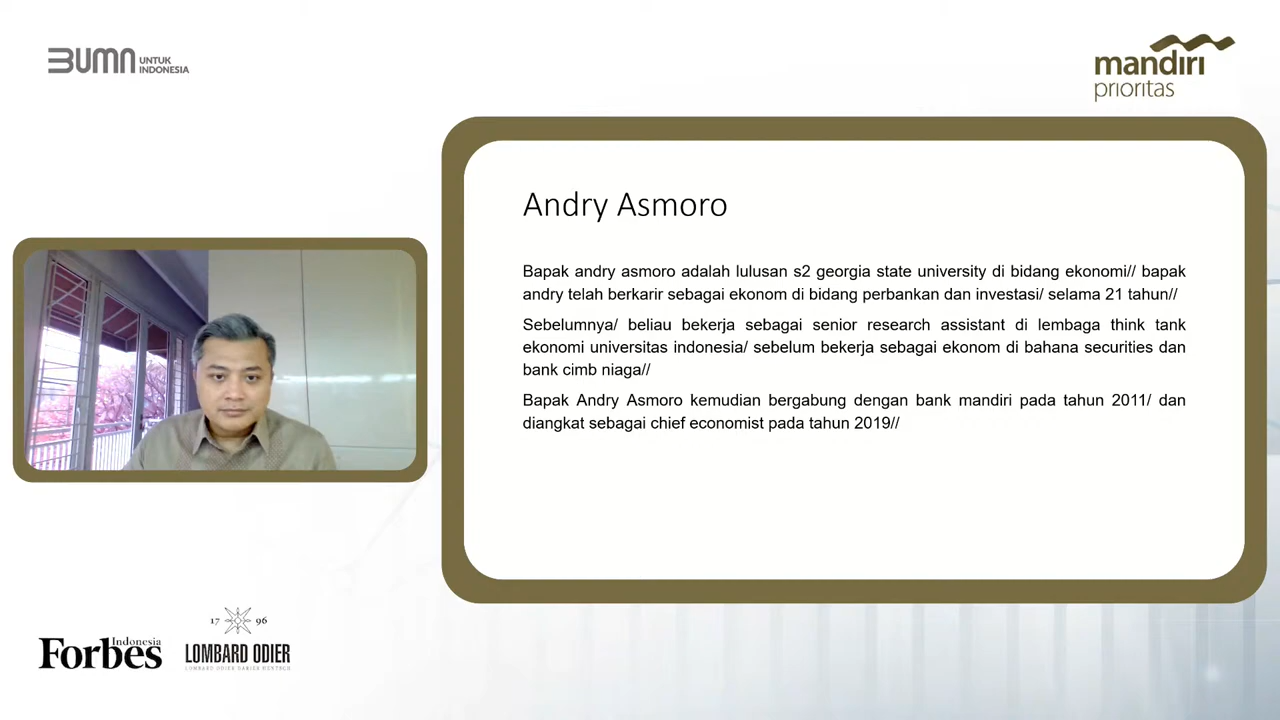 BUMN UNTUK
INDONESIA
mandiri
prioritas
Andry Asmoro
Bapak andry asmoro adalah lulusan s2 georgia state university di bidang ekonomi// bapak
andry telah berkarir sebagai ekonom di bidang perbankan dan investasi/ selama 21 tahun//
Sebelumnya/ beliau bekerja sebagai senior research assistant di lembaga think tank
ekonomi universitas indonesia/ sebelum bekerja sebagai ekonom di bahana securities dan
bank cimb niaga//
Bapak Andry Asmoro kemudian bergabung dengan bank mandiri pada tahun 2011/ dan
diangkat sebagai chief economist pada tahun 2019//
Forbes Indonesia
17 96
LOMBARD ODIER
LOMBARD ODIER DARIER HENTSCH